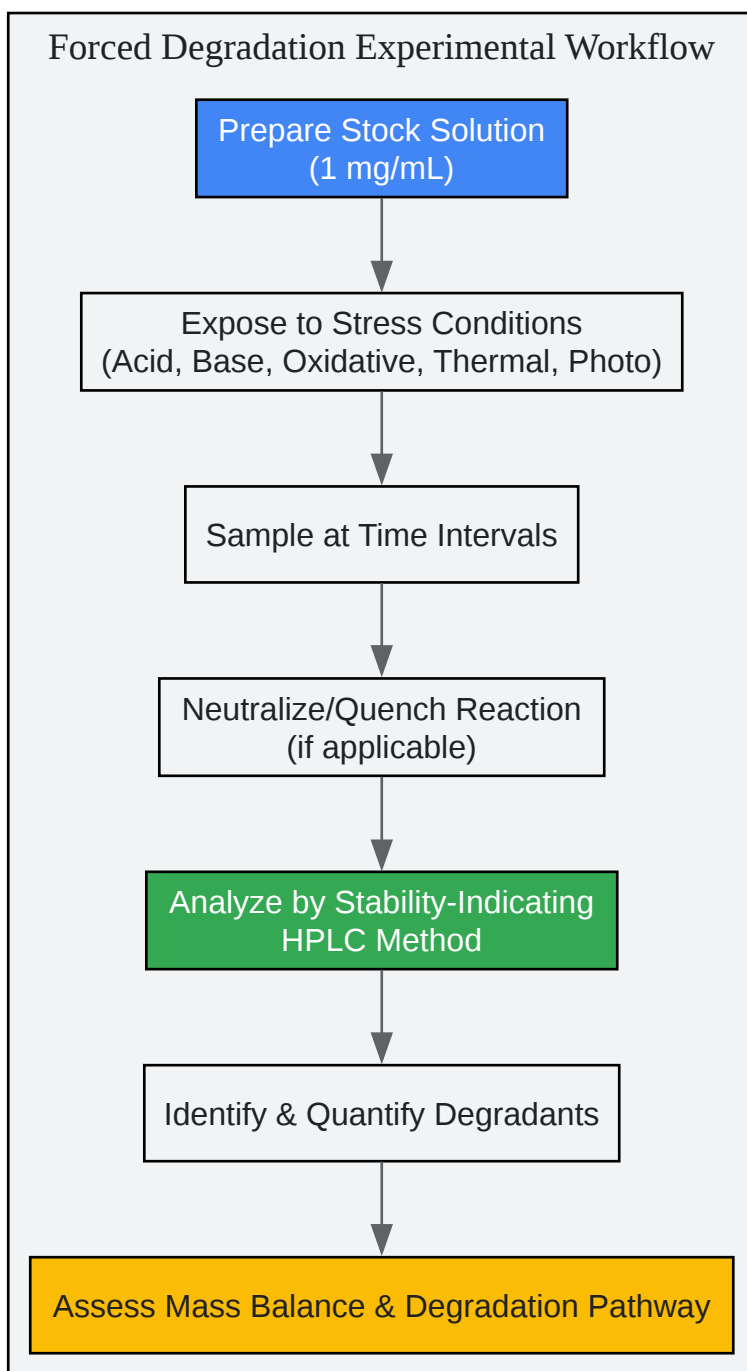 Forced Degradation Experimental Workflow
Prepare Stock Solution
(1 mg/mL)
Expose to Stress Conditions
(Acid, Base, Oxidative, Thermal, Photo)
Sample at Time Intervals
Neutralize/Quench Reaction
(if applicable)
Analyze by Stability-Indicating
HPLC Method
Identify & Quantify Degradants
Assess Mass Balance & Degradation Pathway